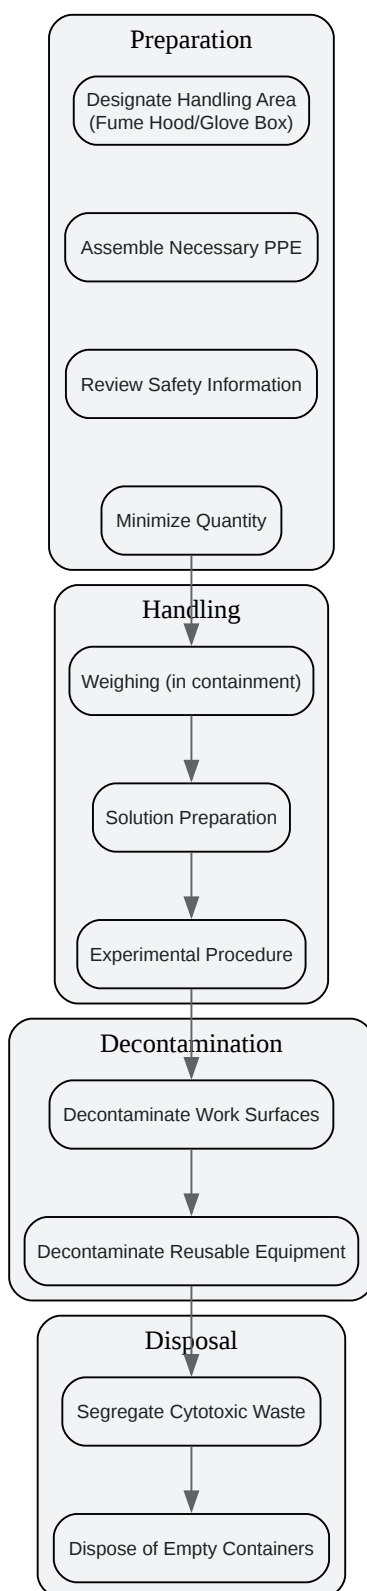 Preparation
Designate Handling Area
(Fume Hood/Glove Box)
Assemble Necessary PPE
Review Safety Information
Minimize Quantity
Handling
Weighing (in containment)
Solution Preparation
Experimental Procedure
Decontamination
Decontaminate Work Surfaces
Decontaminate Reusable Equipment
Disposal
Segregate Cytotoxic Waste
Dispose of Empty Containers